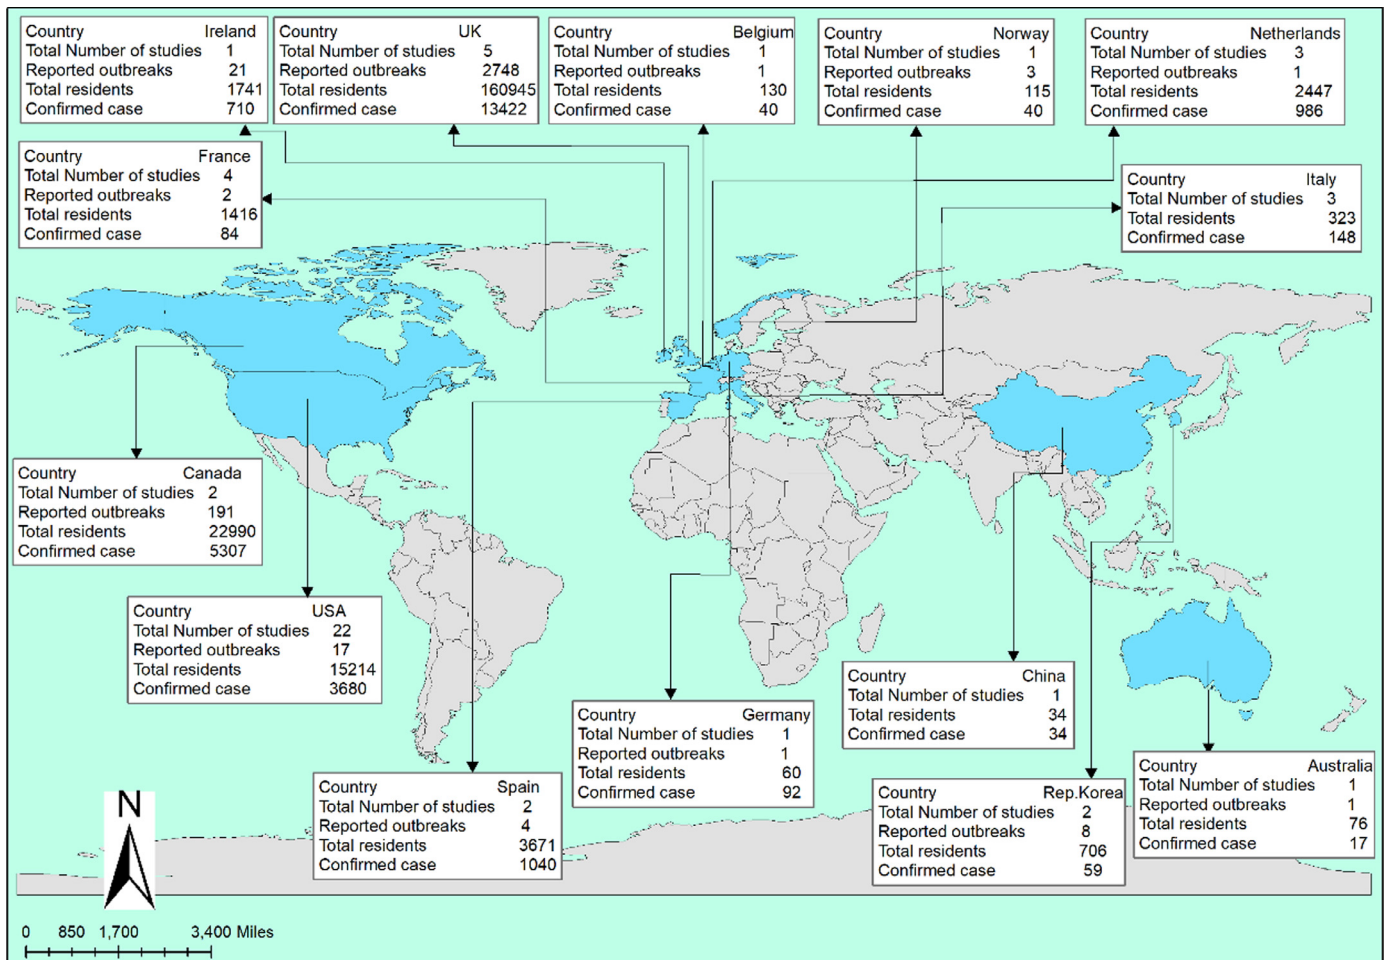 Country Ireland
Total Number of studies 1
Reported outbreaks 21
Total residents 1741
Confirmed case 710
Country UK
Total Number of studies 5
Reported outbreaks 2748
Total residents 160945
Confirmed case 13422
Country Belgium
Total Number of studies 1
Reported outbreaks 1
Total residents 130
Confirmed case 40
Country Norway
Total Number of studies 1
Reported outbreaks 3
Total residents 115
Confirmed case 40
Country Netherlands
Total Number of studies 3
Reported outbreaks 1
Total residents 2447
Confirmed case 986
Country France
Total Number of studies 4
Reported outbreaks 2
Total residents 1416
Confirmed case 84
Country Italy
Total Number of studies 3
Total residents 323
Confirmed case 148
Country Canada
Total Number of studies 2
Reported outbreaks 191
Total residents 22990
Confirmed case 5307
Country USA
Total Number of studies 22
Reported outbreaks 17
Total residents 15214
Confirmed case 3680
Country China
Total Number of studies 1
Total residents 34
Confirmed case 34
Country Germany
Total Number of studies 1
Reported outbreaks 1
Total residents 60
Confirmed case 92
Country Spain
Total Number of studies 2
Reported outbreaks 4
Total residents 3671
Confirmed case 1040
Country Rep.Korea
Total Number of studies 2
Reported outbreaks 8
Total residents 706
Confirmed case 59
Country Australia
Total Number of studies 1
Reported outbreaks 1
Total residents 76
Confirmed case 17
N
0 850 1,700 3,400 Miles